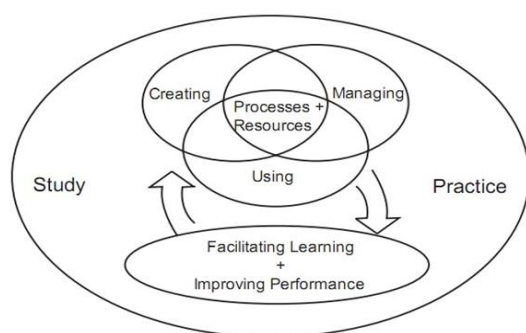 Creating
Managing
Processes +
Resources
Using
Study
Practice
Facilitating Learning
+
Improving Performance